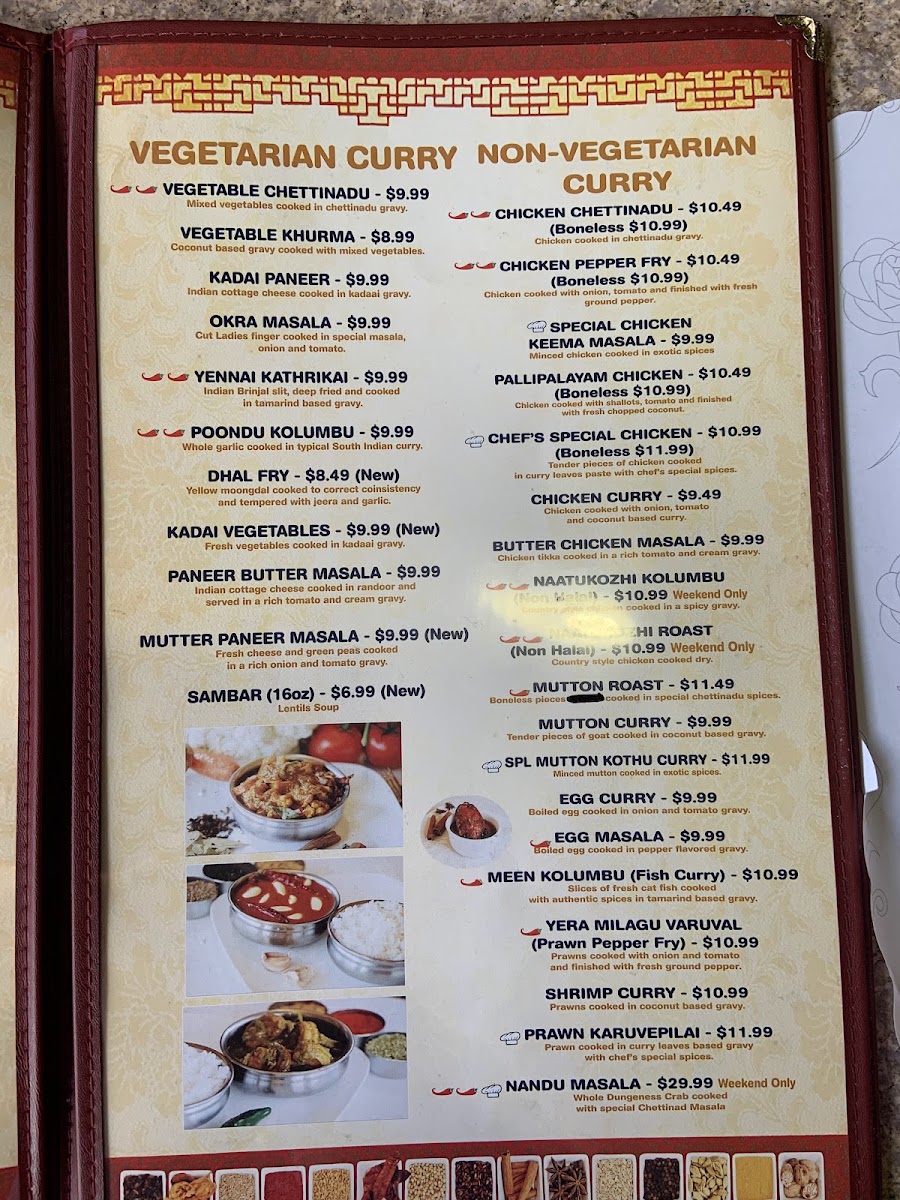 VEGETARIAN CURRY
VEGETABLE CHETTINADU - $9.99
Mixed vegetables cooked in chettinadu gravy.
VEGETABLE KHURMA - $8.99
Coconut based gravy cooked with mixed vegetables.
KADAI PANEER - $9.99
Indian cottage cheese cooked in kadaai gravy.
OKRA MASALA - $9.99
Cut Ladies finger cooked in special masala,
onion and tomato.
YENNAI KATHRIKAI - $9.99
Indian Brinjal slit, deep fried and cooked
in tamarind based gravy.
POONDU KOLUMBU - $9.99
Whole garlic cooked in typical South Indian curry.
DHAL FRY - $8.49 (New)
Yellow moongdal cooked to correct coinsistency
and tempered with jeera and garlic.
KADAI VEGETABLES - $9.99 (New)
Fresh vegetables cooked in kadaai gravy.
PANEER BUTTER MASALA - $9.99
Indian cottage cheese cooked in randoor and
served in a rich tomato and cream gravy.
MUTTER PANEER MASALA - $9.99 (New)
Fresh cheese and green peas cooked
in a rich onion and tomato gravy.
SAMBAR (16oz) - $6.99 (New)
Lentils Soup
NON-VEGETARIAN
CURRY
CHICKEN CHETTINADU - $10.49
(Boneless $10.99)
Chicken cooked in chettinadu gravy.
CHICKEN PEPPER FRY - $10.49
(Boneless $10.99)
Chicken cooked with onion, tomato and finished with fresh
ground pepper.
SPECIAL CHICKEN
KEEMA MASALA - $9.99
Minced chicken cooked in exotic spices
PALLIPALAYAM CHICKEN - $10.49
(Boneless $10.99)
Chicken cooked with shallots, tomato and finished
with fresh chopped coconut.
CHEF'S SPECIAL CHICKEN - $10.99
(Boneless $11.99)
Tender pieces of chicken cooked
in curry leaves paste with chef's special spices.
CHICKEN CURRY - $9.49
Chicken cooked with onion, tomato
and coconut based curry.
BUTTER CHICKEN MASALA - $9.99
Chicken tikka cooked in a rich tomato and cream gravy.
NAATUKOZHI KOLUMBU
(Non Halal) - $10.99 Weekend Only
Country style chicken cooked in a spicy gravy.
NAATUKOZHI ROAST
(Non Halal) - $10.99 Weekend Only
Country style chicken cooked dry.
MUTTON ROAST - $11.49
Boneless pieces cooked in special chettinadu spices.
MUTTON CURRY - $9.99
Tender pieces of goat cooked in coconut based gravy.
SPL MUTTON KOTHU CURRY - $11.99
Minced mutton cooked in exotic spices.
EGG CURRY - $9.99
Boiled egg cooked in onion and tomato gravy.
EGG MASALA - $9.99
Boiled egg cooked in pepper flavored gravy.
MEEN KOLUMBU (Fish Curry) - $10.99
Slices of fresh cat fish cooked
with authentic spices in tamarind based gravy.
YERA MILAGU VARUVAL
(Prawn Pepper Fry) - $10.99
Prawns cooked with onion and tomato
and finished with fresh ground pepper.
SHRIMP CURRY - $10.99
Prawns cooked in coconut based gravy.
PRAWN KARUVEPILAI - $11.99
Prawn cooked in curry leaves based gravy
with chef's special spices.
NANDU MASALA - $29.99 Weekend Only
Whole Dungeness Crab cooked
with special Chettinad Masala